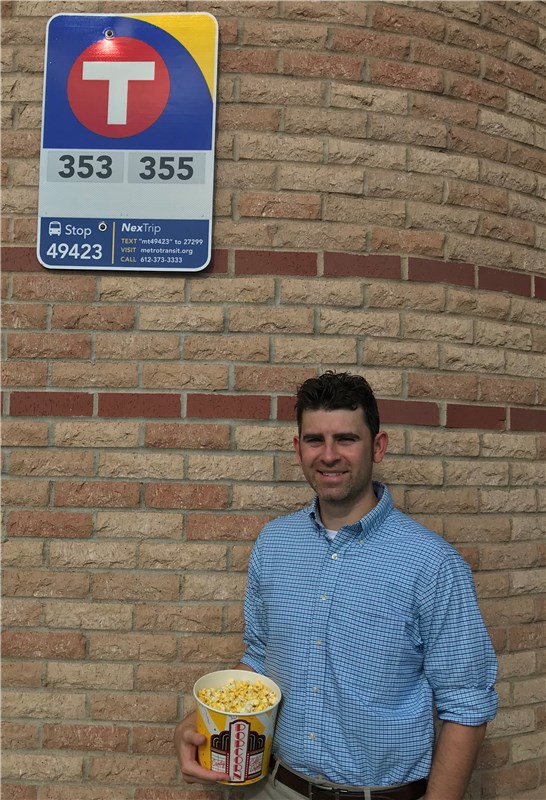 T
353 355
Stop
49423
NexTrip
TEXT "mt49423" to 27299
VISIT metrotransit.org
CALL 612-373-3333
POPCORN